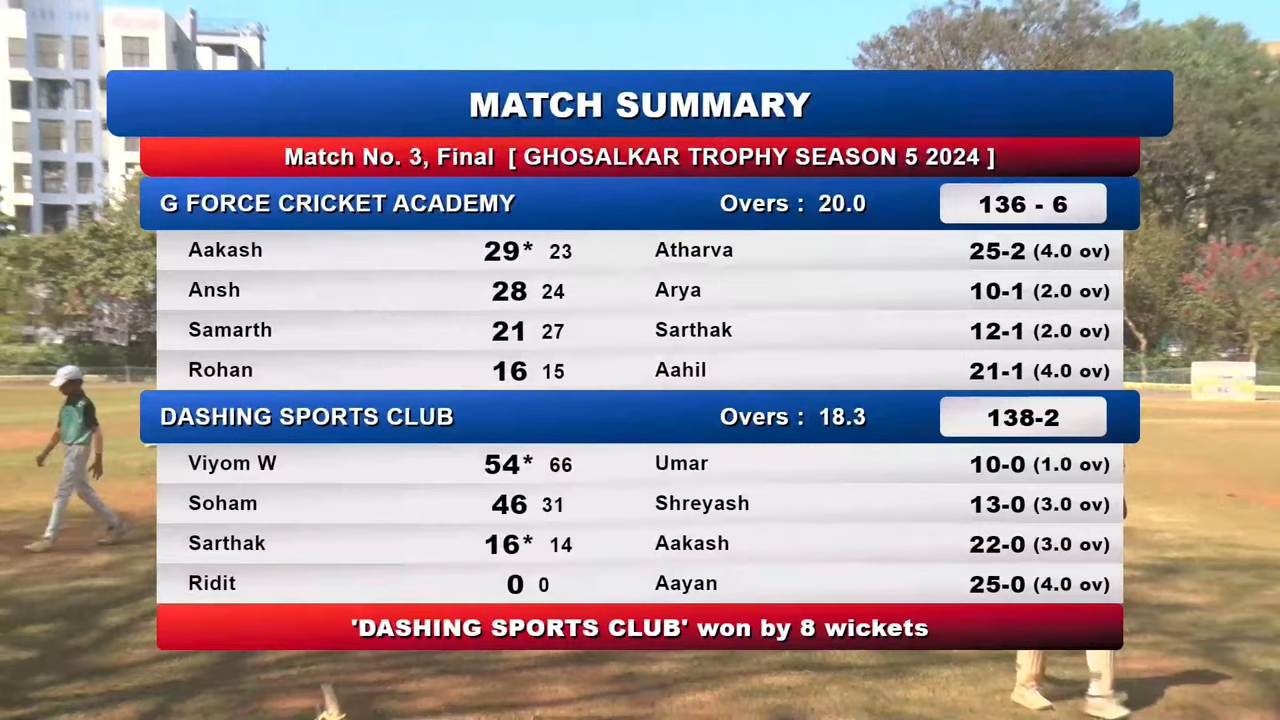 MATCH SUMMARY
Match No. 3, Final [ GHOSALKAR TROPHY SEASON 5 2024 ]
G FORCE CRICKET ACADEMY Overs : 20.0 136 - 6
Aakash 29* 23 Atharva 25-2 (4.0 ov)
Ansh 28 24 Arya 10-1 (2.0 ov)
Samarth 21 27 Sarthak 12-1 (2.0 ov)
Rohan 16 15 Aahil 21-1 (4.0 ov)
DASHING SPORTS CLUB Overs : 18.3 138-2
Viyom W 54* 66 Umar 10-0 (1.0 ov)
Soham 46 31 Shreyash 13-0 (3.0 ov)
Sarthak 16* 14 Aakash 22-0 (3.0 ov)
Ridit 0 0 Aayan 25-0 (4.0 ov)
'DASHING SPORTS CLUB' won by 8 wickets